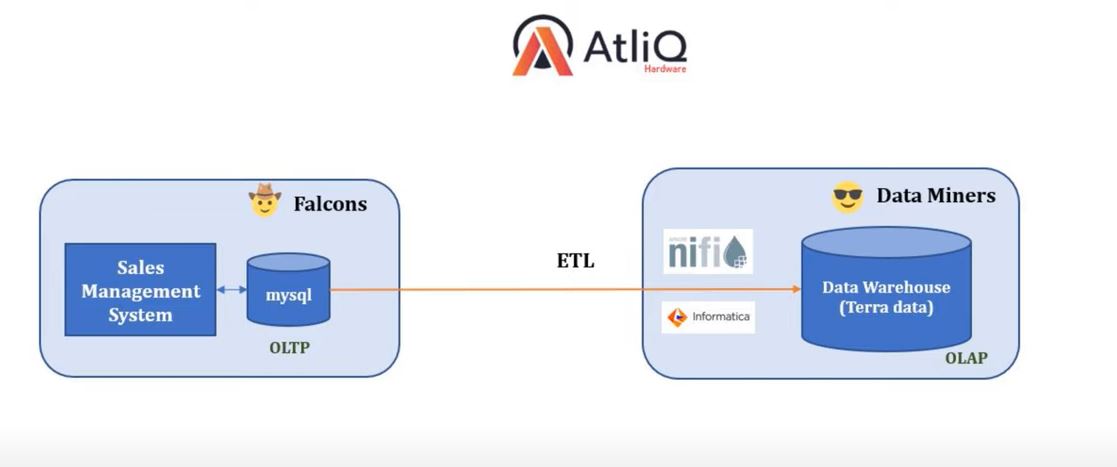 AtliQ
Hardware
Falcons
Sales
Management
System
mysql
OLTP
ETL
Data Miners
nifi
Informatica
Data Warehouse
(Terra data)
OLAP